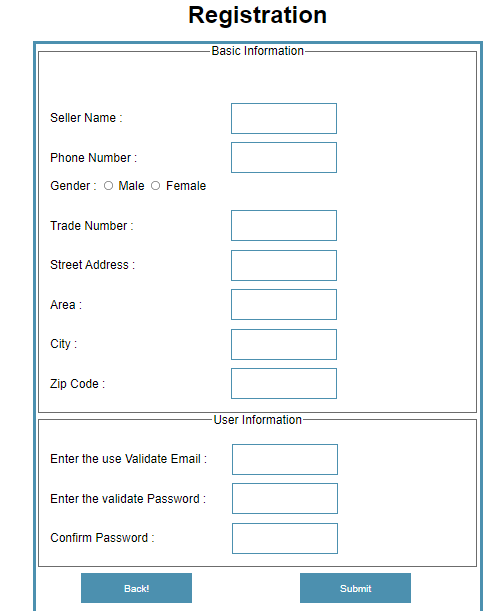 Registration
Basic Information
Seller Name :
Phone Number :
Gender : Male Female
Trade Number :
Street Address :
Area :
City :
Zip Code :
User Information
Enter the use Validate Email :
Enter the validate Password :
Confirm Password :
Back! Submit